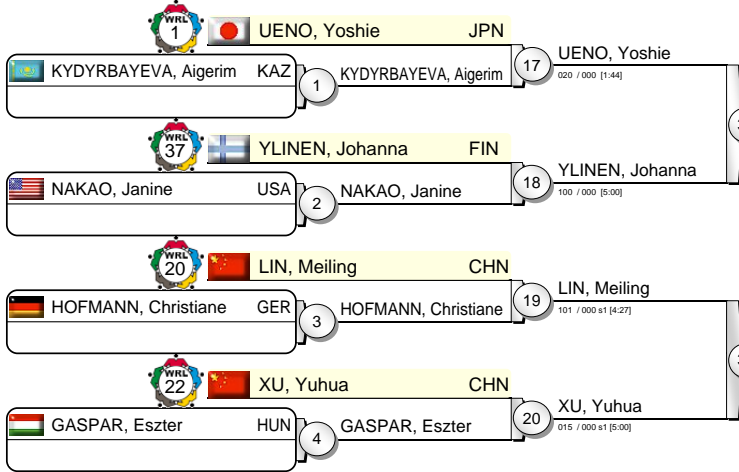 WRL
1
UENO, Yoshie JPN
KYDYRBAYEVA, Aigerim KAZ
1
KYDYRBAYEVA, Aigerim
17
UENO, Yoshie
020 / 000 [1:44]
WRL
37
YLINEN, Johanna FIN
NAKAO, Janine USA
2
NAKAO, Janine
18
YLINEN, Johanna
100 / 000 [5:00]
WRL
20
LIN, Meiling CHN
HOFMANN, Christiane GER
3
HOFMANN, Christiane
19
LIN, Meiling
101 / 000 s1 [4:27]
WRL
22
XU, Yuhua CHN
GASPAR, Eszter HUN
4
GASPAR, Eszter
20
XU, Yuhua
015 / 000 s1 [5:00]